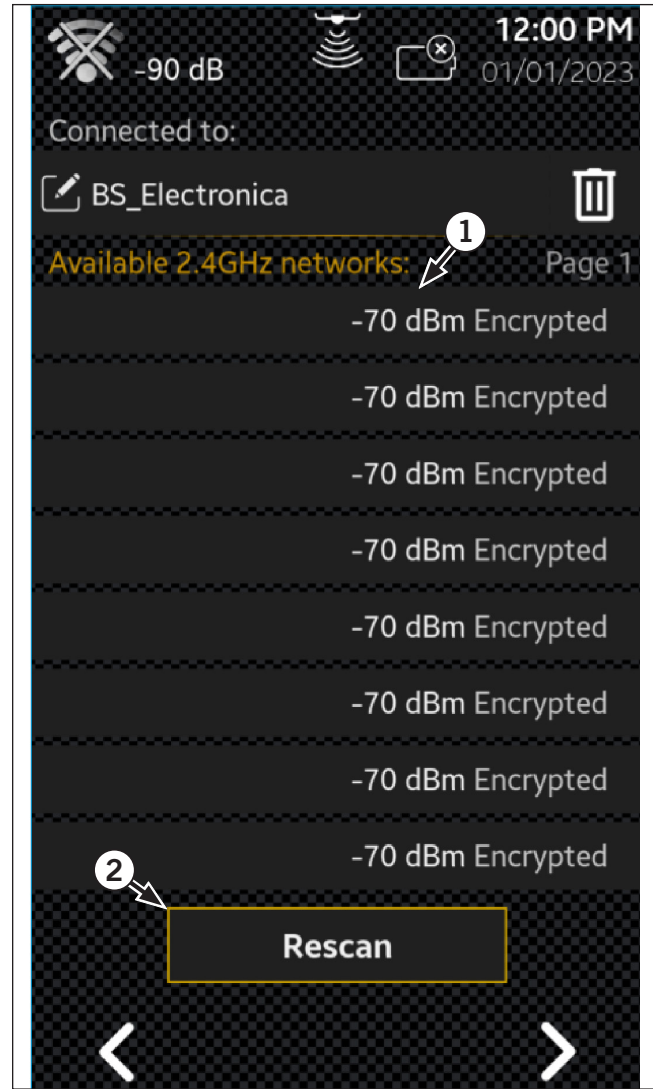 12:00 PM
-90 dB
01/01/2023
Connected to:
BS_Electronica
1
Available 2.4GHz networks:
Page 1
-70 dBm Encrypted
-70 dBm Encrypted
-70 dBm Encrypted
-70 dBm Encrypted
-70 dBm Encrypted
-70 dBm Encrypted
-70 dBm Encrypted
-70 dBm Encrypted
2
Rescan